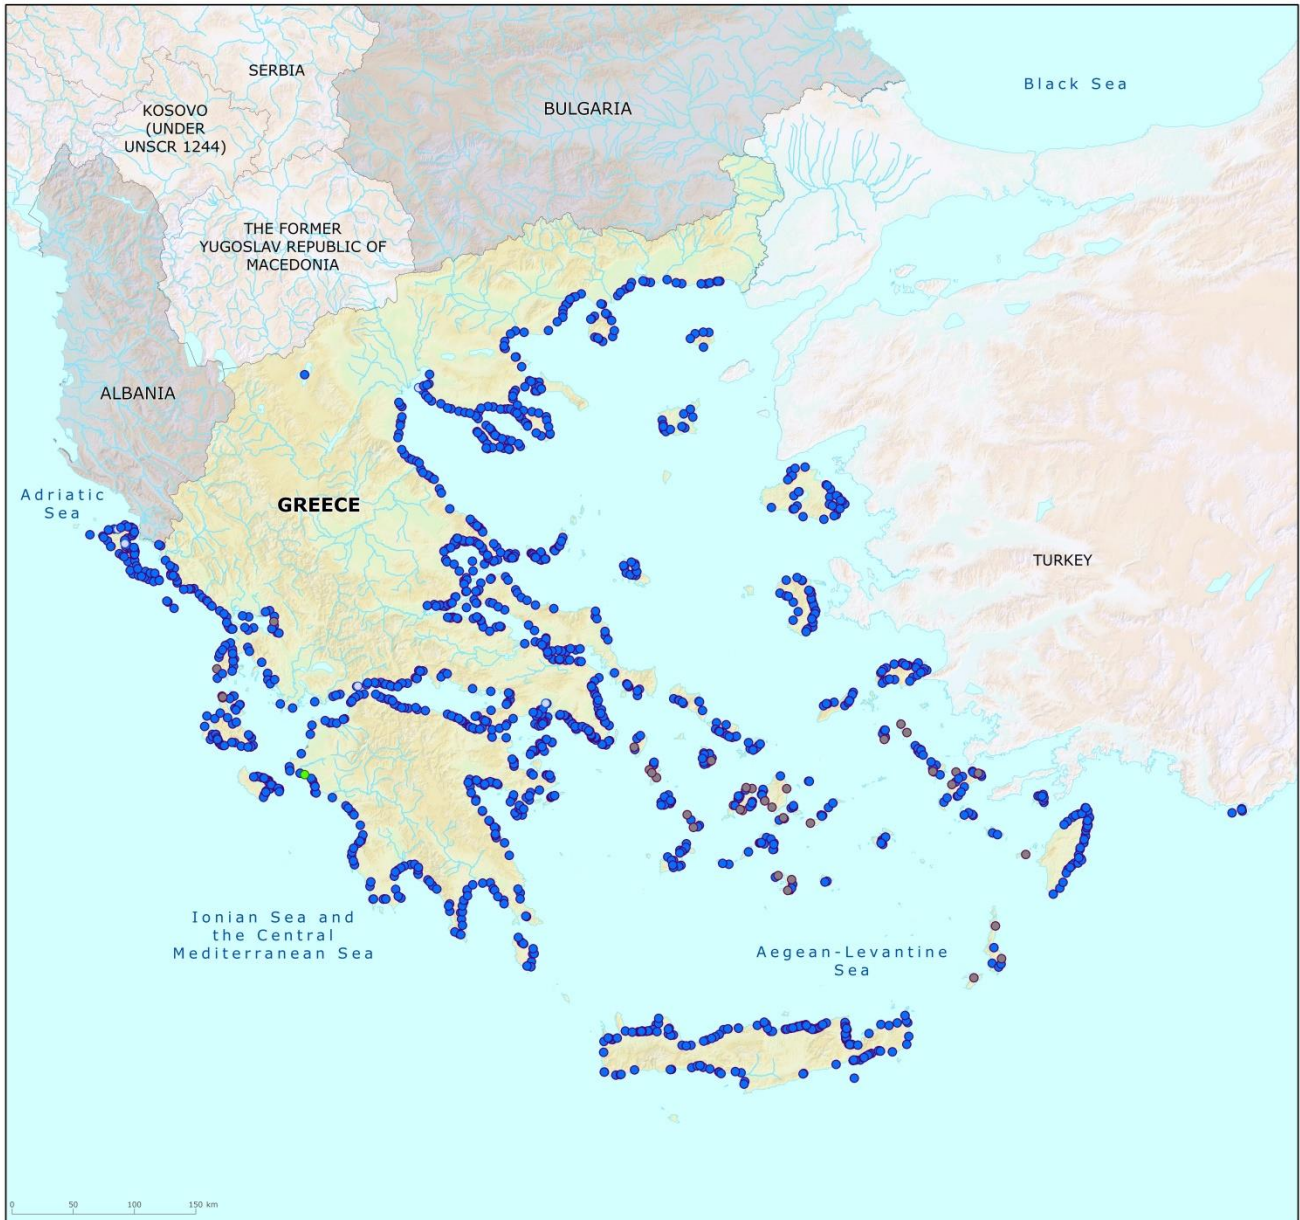 SERBIA
Black Sea
BULGARIA
KOSOVO
(UNDER
UNSCR 1244)
THE FORMER
YUGOSLAV REPUBLIC OF
MACEDONIA
ALBANIA
Adriatic
Sea
GREECE
TURKEY
Ionian Sea and
the Central
Mediterranean Sea
Aegean-Levantine
Sea
0 50 100 150 km